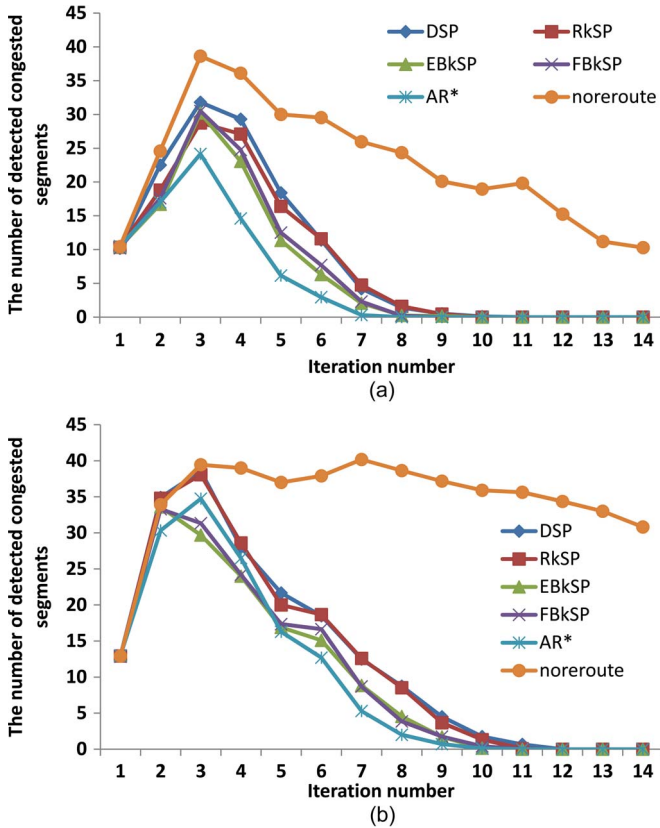 The number of detected congested
segments
45
40
35
30
25
20
15
10
5
0
DSP
RkSP
EBkSP
FBkSP
AR*
noreroute
1 2 3 4 5 6 7 8 9 10 11 12 13 14
Iteration number
(a)
The number of detected congested
segments
45
40
35
30
25
20
15
10
5
0
DSP
RkSP
EBkSP
FBkSP
AR*
noreroute
1 2 3 4 5 6 7 8 9 10 11 12 13 14
Iteration number
(b)